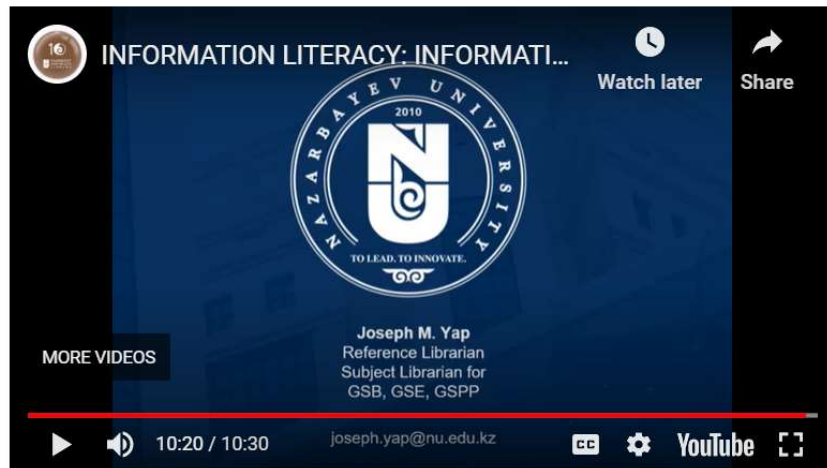 INFORMATION LITERACY: INFORMATI...
Watch later
Share
NAZARBAYEV UNIVERSITY
2010
TO LEAD. TO INNOVATE.
Joseph M. Yap
Reference Librarian
Subject Librarian for
GSB, GSE, GSPP
MORE VIDEOS
10:20 / 10:30
joseph.yap@nu.edu.kz
CC
YouTube